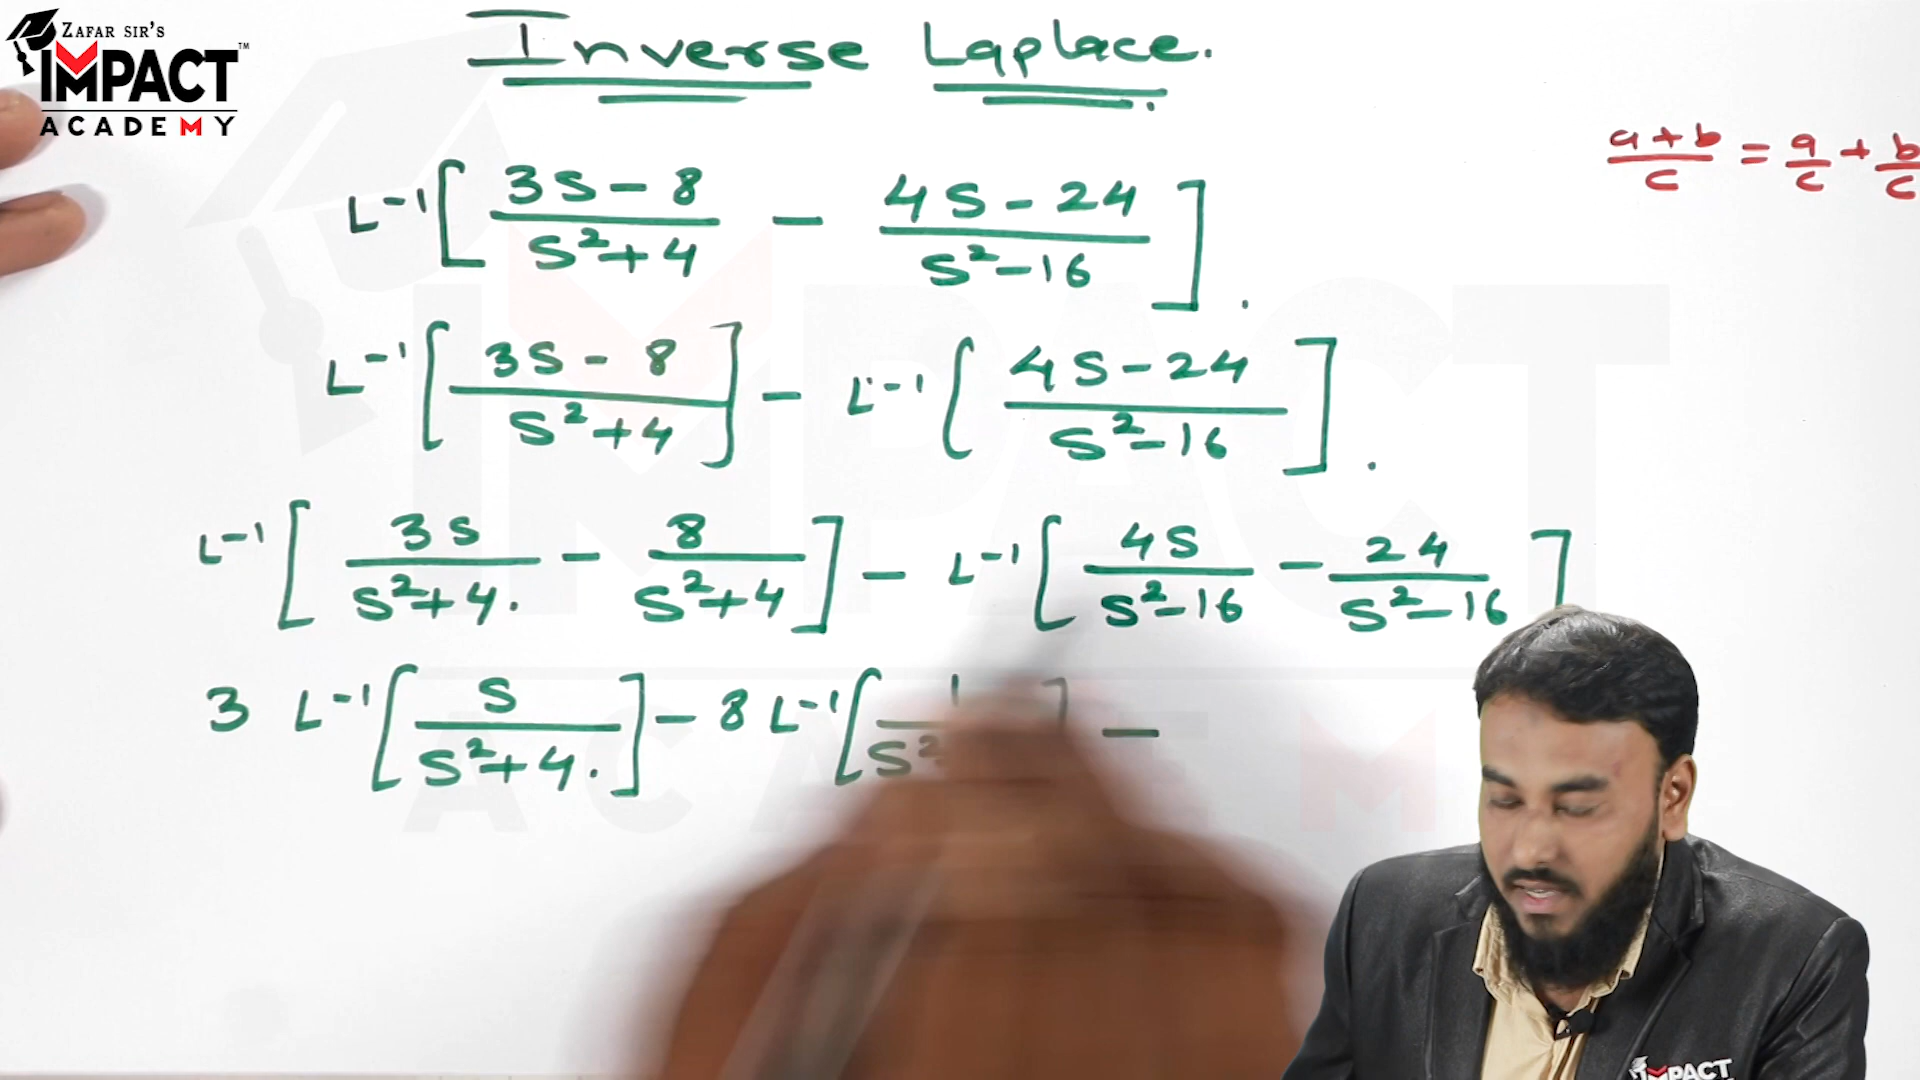 ZAFAR SIR'S
IMPACT™
ACADEMY
Inverse Laplace.
a+b/c = a/c + b/c
L⁻¹[ 3S-8/S²+4 - 4S-24/S²-16 ].
L⁻¹[ 3S-8/S²+4 ] - L⁻¹[ 4S-24/S²-16 ].
L⁻¹[ 3S/S²+4. - 8/S²+4 ] - L⁻¹[ 4S/S²-16 - 24/S²-16 ]
3 L⁻¹[ S/S²+4. ] - 8 L⁻¹[ 1/S² ] -
IMPACT